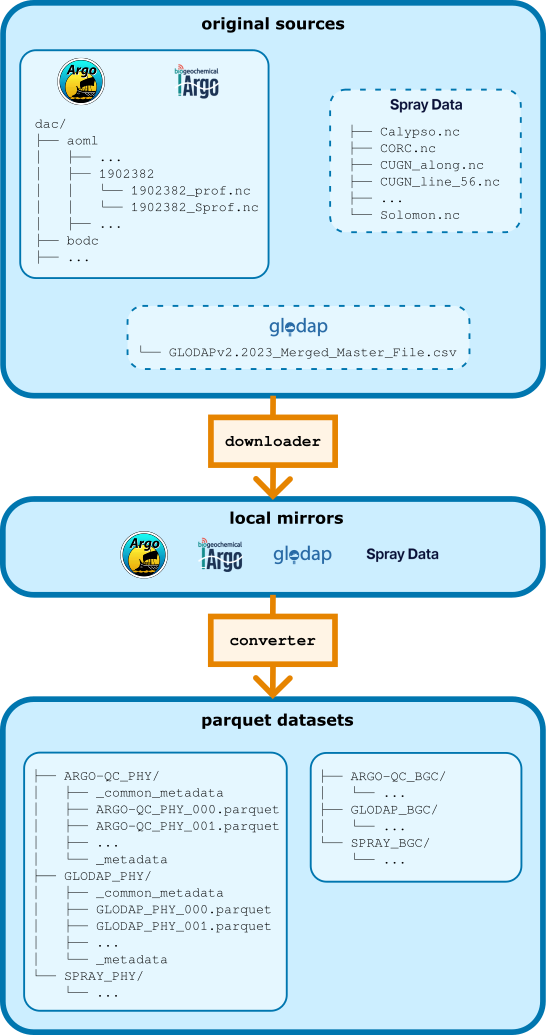 original sources
Argo
biogeochemical
Argo
dac/
├── aoml
│   ├── ...
│   ├── 1902382
│   │   └── 1902382_prof.nc
│   │   └── 1902382_Sprof.nc
│   ├── ...
├── bodc
├── ...
Spray Data
├── Calypso.nc
├── CORC.nc
├── CUGN_along.nc
├── CUGN_line_56.nc
├── ...
└── Solomon.nc
glodap
└── GLODAPv2.2023_Merged_Master_File.csv
downloader
local mirrors
Argo
biogeochemical
Argo
glodap
Spray Data
converter
parquet datasets
├── ARGO-QC_PHY/
│   ├── _common_metadata
│   ├── ARGO-QC_PHY_000.parquet
│   ├── ARGO-QC_PHY_001.parquet
│   ├── ...
│   └── _metadata
├── GLODAP_PHY/
│   ├── _common_metadata
│   ├── GLODAP_PHY_000.parquet
│   ├── GLODAP_PHY_001.parquet
│   ├── ...
│   └── _metadata
└── SPRAY_PHY/
    └── ...
├── ARGO-QC_BGC/
│   └── ...
├── GLODAP_BGC/
│   └── ...
└── SPRAY_BGC/
    └── ...